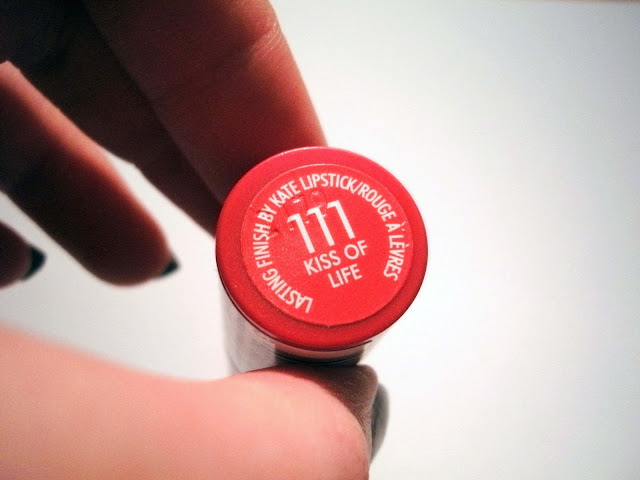 LASTING FINISH BY KATE LIPSTICK/ROUGE À LÈVRES
111
KISS OF
LIFE